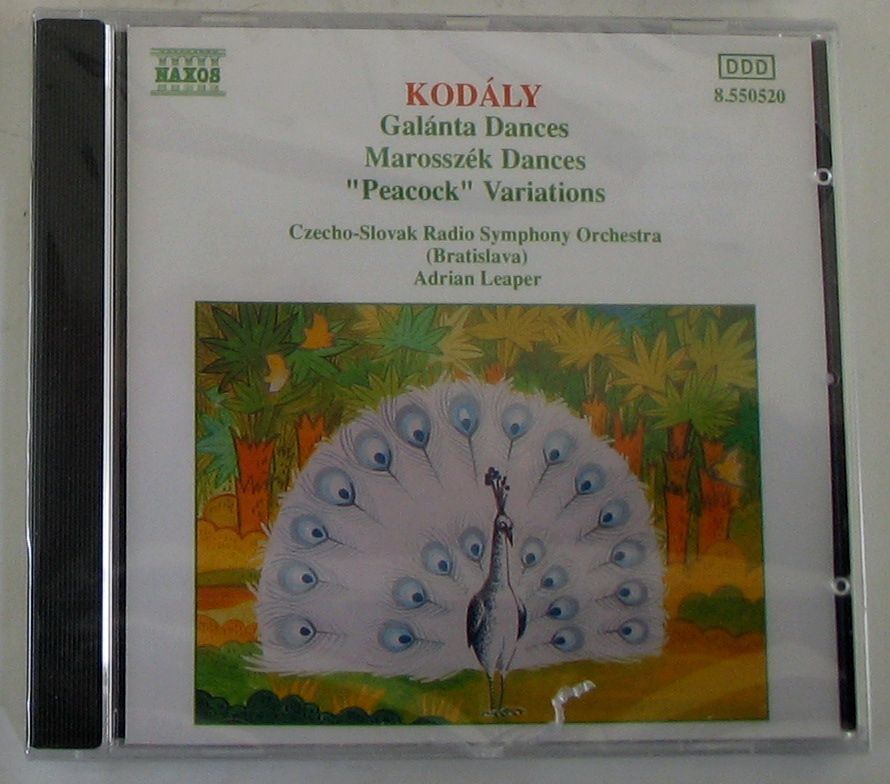 NAXOS
DDD
8.550520
KODÁLY
Galánta Dances
Marosszék Dances
"Peacock" Variations
Czecho-Slovak Radio Symphony Orchestra
(Bratislava)
Adrian Leaper